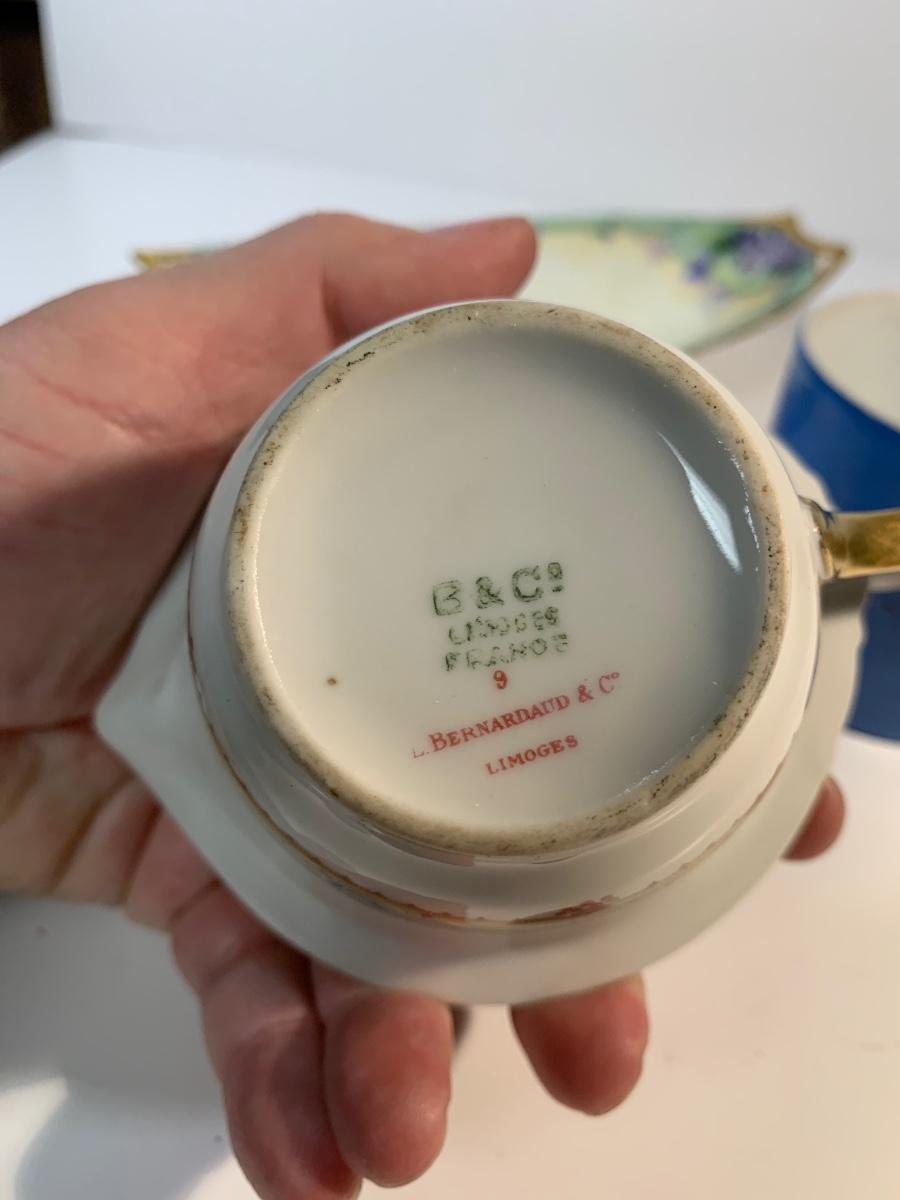 B & Cº
LIMOGES
FRANCE
9
L. BERNARDAUD & Cº
LIMOGES